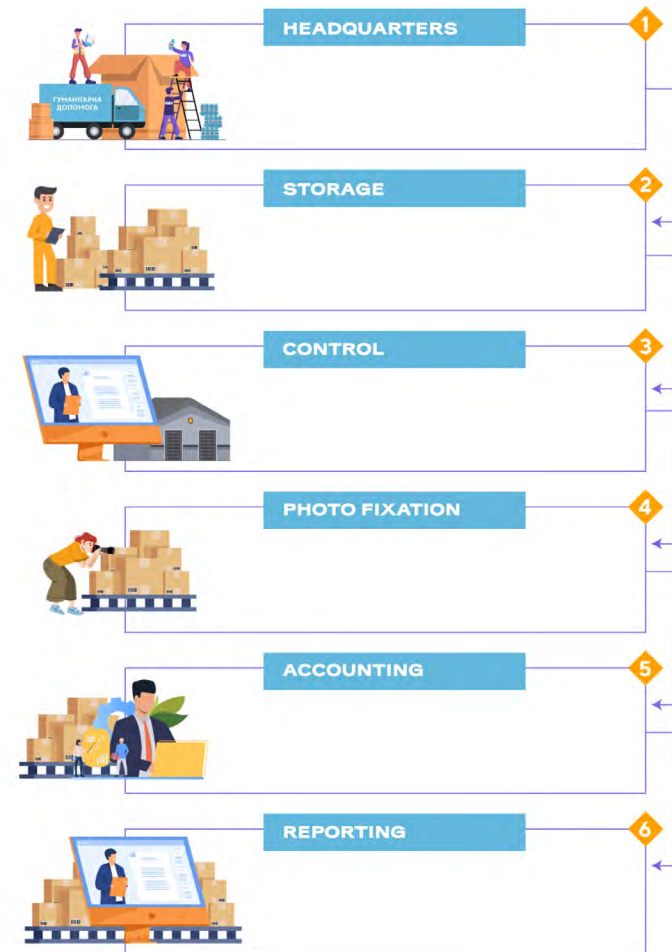 HEADQUARTERS
1
ГУМАНІТАРНА
ДОПОМОГА
STORAGE
2
CONTROL
3
PHOTO FIXATION
4
ACCOUNTING
5
REPORTING
6